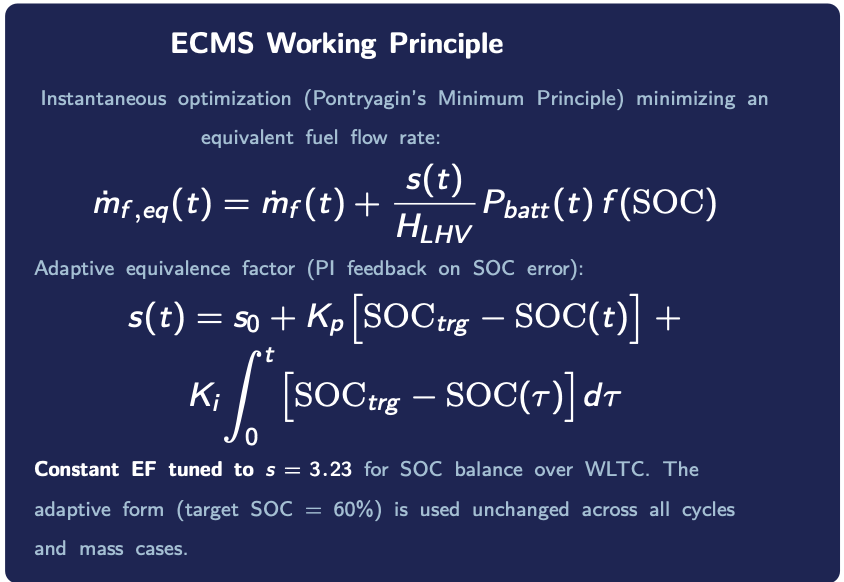 ECMS Working Principle
Instantaneous optimization (Pontryagin's Minimum Principle) minimizing an
equivalent fuel flow rate:
ṁ_{f,eq}(t) = ṁ_f(t) + \frac{s(t)}{H_{LHV}} P_{batt}(t) f(SOC)
Adaptive equivalence factor (PI feedback on SOC error):
s(t) = s_0 + K_p [SOC_{trg} − SOC(t)] +
K_i ∫_0^t [SOC_{trg} − SOC(τ)] dτ
Constant EF tuned to s = 3.23 for SOC balance over WLTC. The
adaptive form (target SOC = 60%) is used unchanged across all cycles
and mass cases.